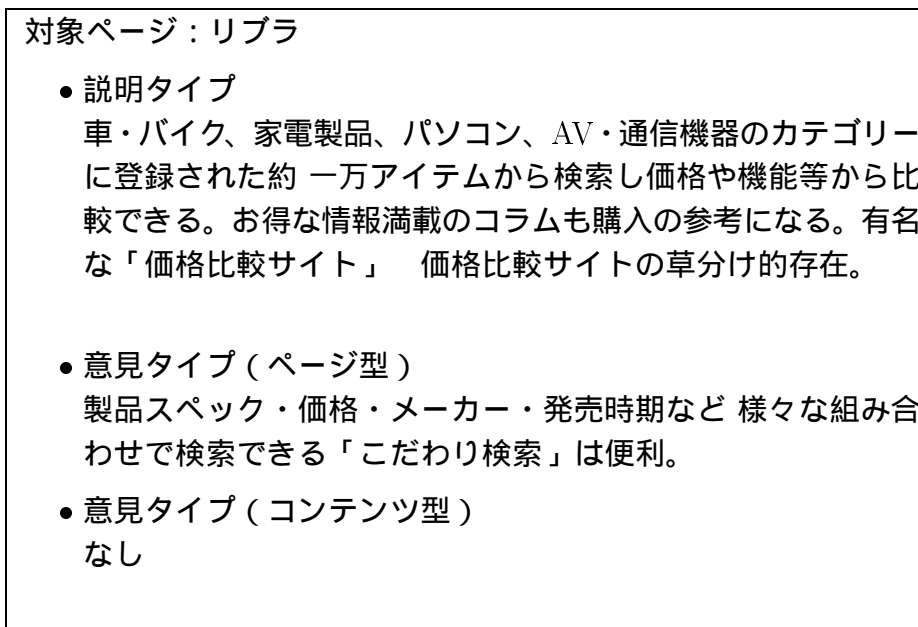 対象ページ：リブラ
• 説明タイプ
車・バイク、家電製品、パソコン、AV・通信機器のカテゴリー
に登録された約 一万アイテムから検索し価格や機能等から比
較できる。お得な情報満載のコラムも購入の参考になる。有名
な「価格比較サイト」　価格比較サイトの草分け的存在。
• 意見タイプ（ページ型）
製品スペック・価格・メーカー・発売時期など 様々な組み合
わせで検索できる「こだわり検索」は便利。
• 意見タイプ（コンテンツ型）
なし